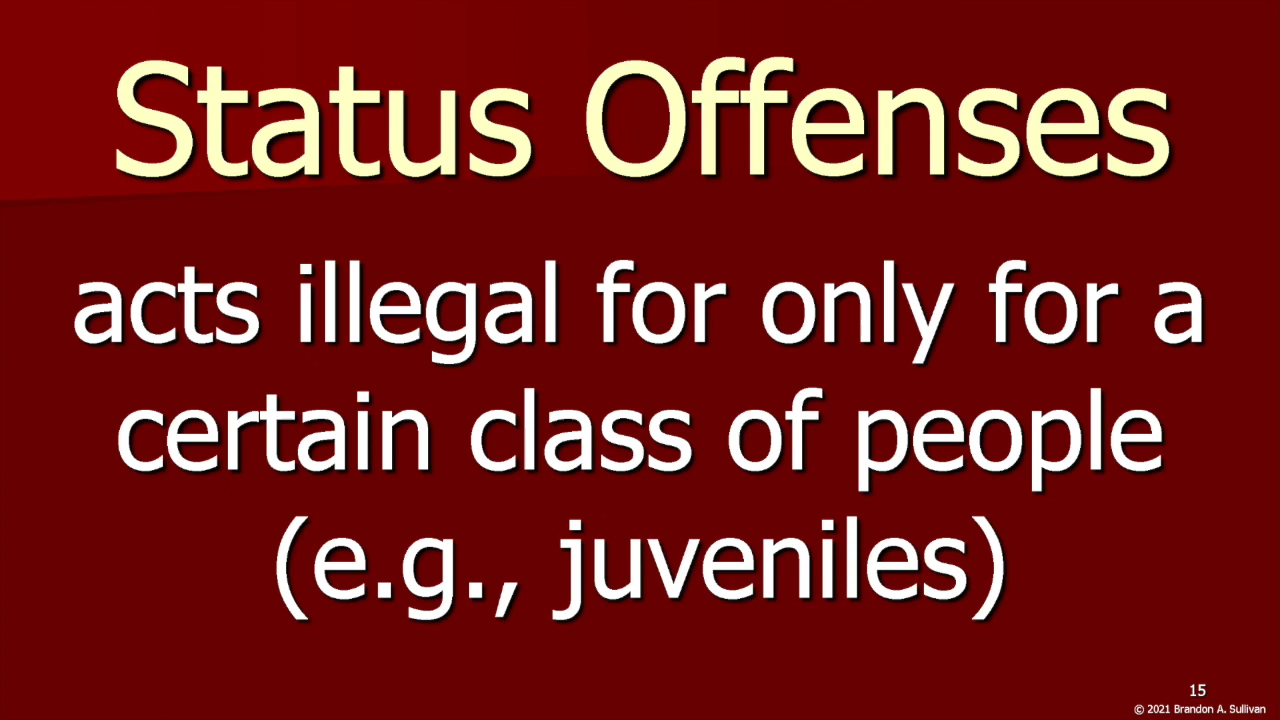 Status Offenses
acts illegal for only for a
certain class of people
(e.g., juveniles)
15
© 2021 Brandon A. Sullivan